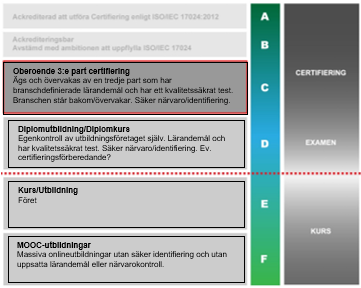 Ackrediterad att utföra Certifiering enligt ISO/IEC 17024:2012
Ackrediteringsbar
Avstämd med ambitionen att uppfylla ISO/IEC 17024
Oberoende 3:e part certifiering
Ägs och övervakas av en tredje part som har
branschdefinierade lärandemål och har ett kvalitetssäkrat test.
Branschen står bakom/övervakar. Säker närvaro/identifiering.
Diplomutbildning/Diplomkurs
Egenkontroll av utbildningsföretaget själv. Lärandemål och
har kvalitetssäkrat test. Säker närvaro/identifiering. Ev.
certifieringsförberedande?
Kurs/Utbildning
Föret
MOOC-utbildningar
Massiva onlineutbildningar utan säker identifiering och utan
uppsatta lärandemål eller närvarokontroll.
A
B
C
D
E
F
CERTIFIERING
EXAMEN
KURS